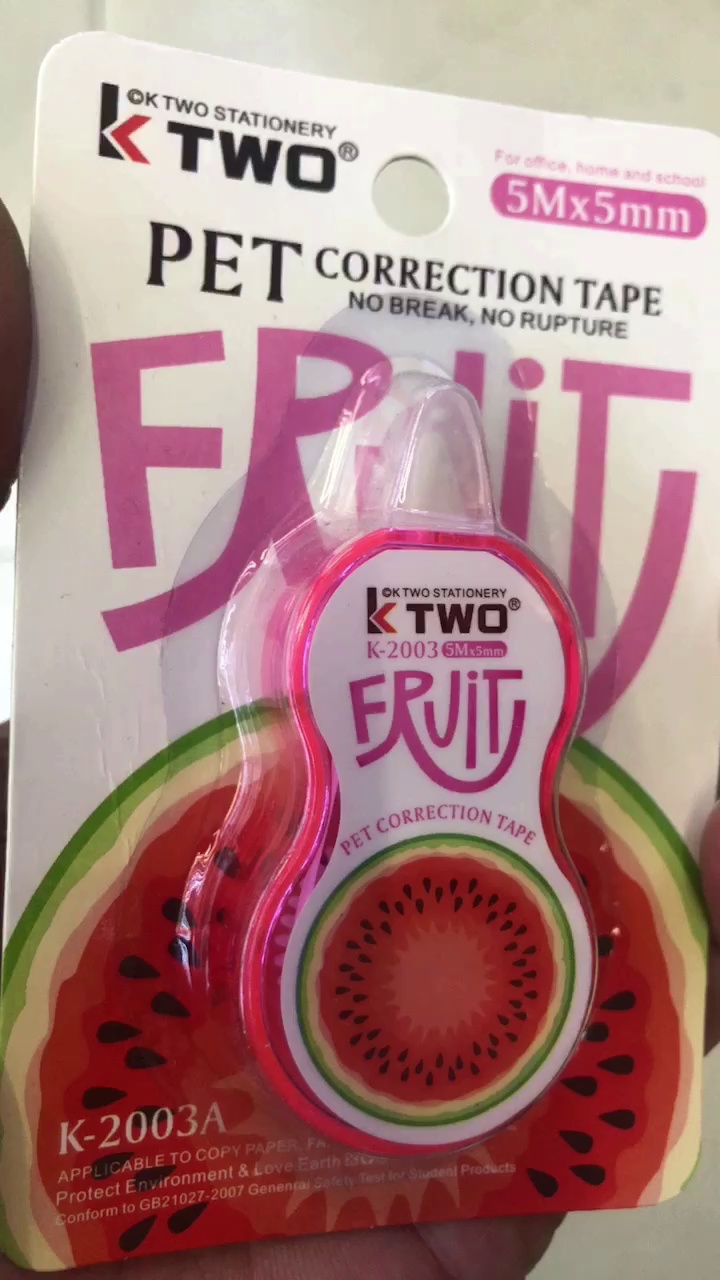 ©K TWO STATIONERY
K TWO®
For office, home and school
5Mx5mm
PET CORRECTION TAPE
NO BREAK, NO RUPTURE
FRUIT
©K TWO STATIONERY
K TWO®
K-2003 5Mx5mm
FRUIT
PET CORRECTION TAPE
K-2003A
APPLICABLE TO COPY PAPER,
Protect Environment & Love Earth
Conform to GB21027-2007 Genenral Safety Test for Student Products